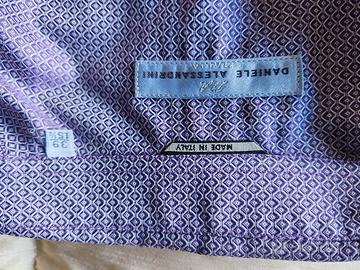 DANIELE ALESSANDRINI
MADE IN ITALY
39
15½